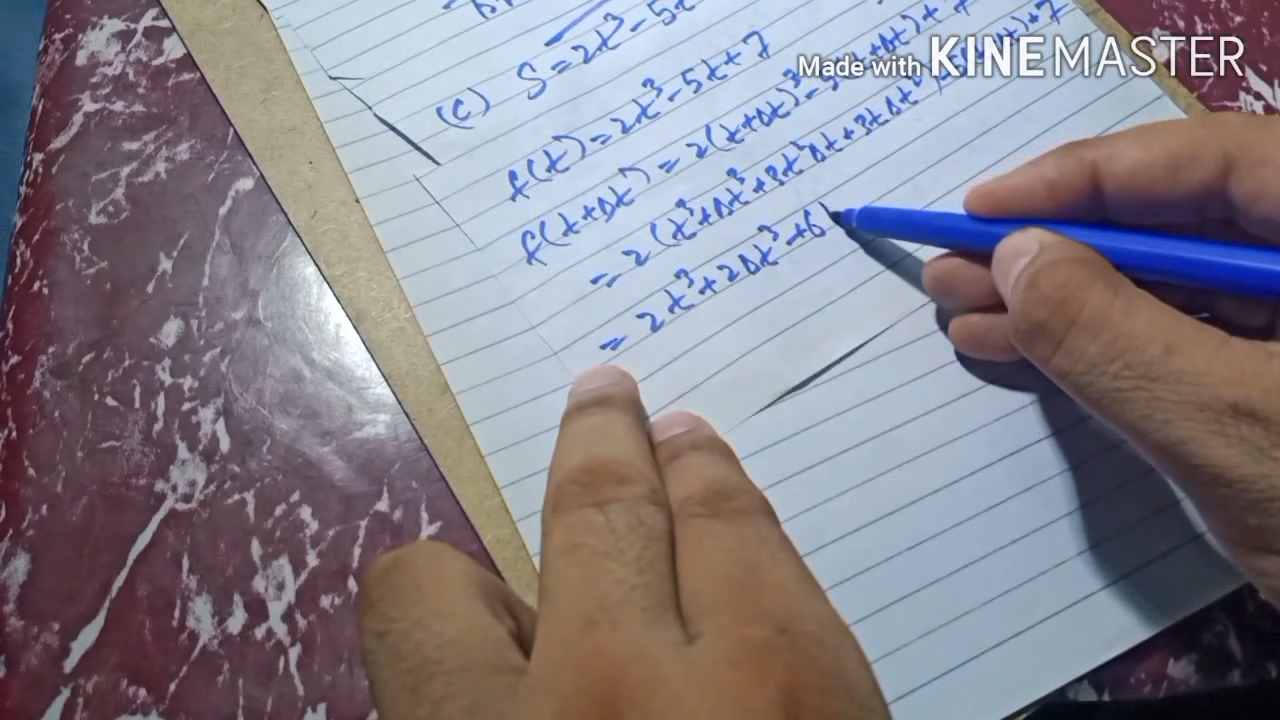 (c) S = 2t³ - 5t
f(t) = 2t³ - 5t + 7
f(t+Δt) = 2(t+Δt)³ - 5(t+Δt) + 7
= 2(t³+Δt³+3t²Δt+3tΔt²) + 7
= 2t³ + 2Δt³ + 6
Made with KINEMASTER